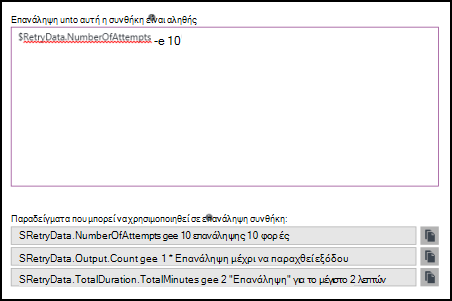 Επανάληψη unto αυτή η συνθήκη είναι αληθής
$RetryData.NumberOfAttempts -e 10
Παραδείγματα που μπορεί να χρησιμοποιηθεί σε επανάληψη συνθήκη:
SRetryData.NumberOfAttempts gee 10 επανάληψης 10 φορές
SRetryData.Output.Count gee 1 " Επανάληψη μέχρι να παραχθεί εξόδου
SRetryData.TotalDuration.TotalMinutes gee 2 "Επανάληψη" για το μέγιστο 2 λεπτών